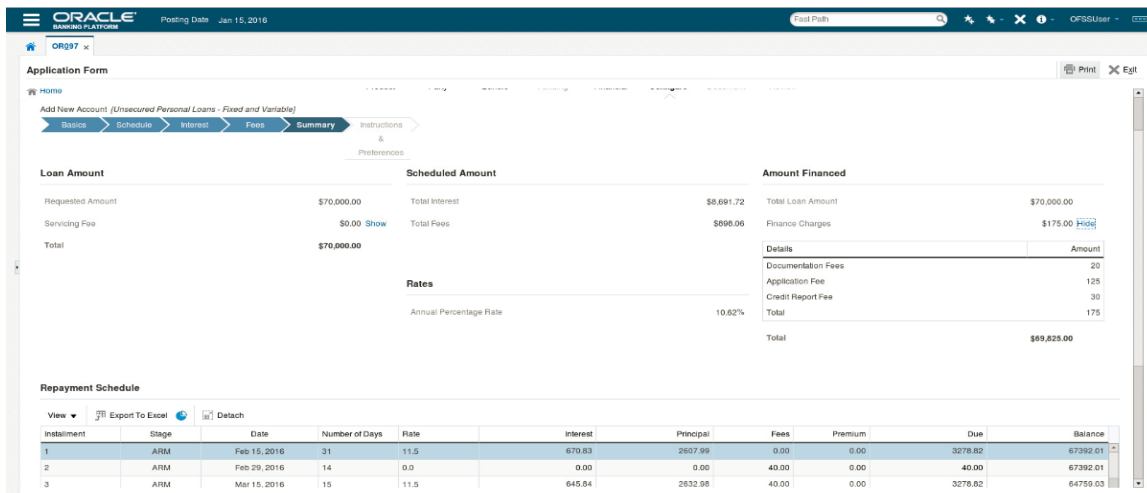 ORACLE
BANKING PLATFORM
Posting Date Jan 15, 2016
Fast Path
OFSSUser
OR097 x
Application Form
Print Exit
Home
Add New Account [Unsecured Personal Loans - Fixed and Variable]
Basics Schedule Interest Fees Summary Instructions
&
Preferences
Loan Amount Scheduled Amount Amount Financed
Requested Amount $70,000.00 Total Interest $8,691.72 Total Loan Amount $70,000.00
Servicing Fee $0.00 Show Total Fees $898.06 Finance Charges $175.00 Hide
Total $70,000.00
Details Amount
Documentation Fees 20
Application Fee 125
Credit Report Fee 30
Total 175
Rates
Annual Percentage Rate 10.62%
Total $69,825.00
Repayment Schedule
View Export To Excel Detach
Installment Stage Date Number of Days Rate Interest Principal Fees Premium Due Balance
1 ARM Feb 15, 2016 31 11.5 670.83 2607.99 0.00 0.00 3278.82 67392.01
2 ARM Feb 29, 2016 14 0.0 0.00 0.00 40.00 0.00 40.00 67392.01
3 ARM Mar 15, 2016 15 11.5 645.84 2632.98 40.00 0.00 3278.82 64759.03